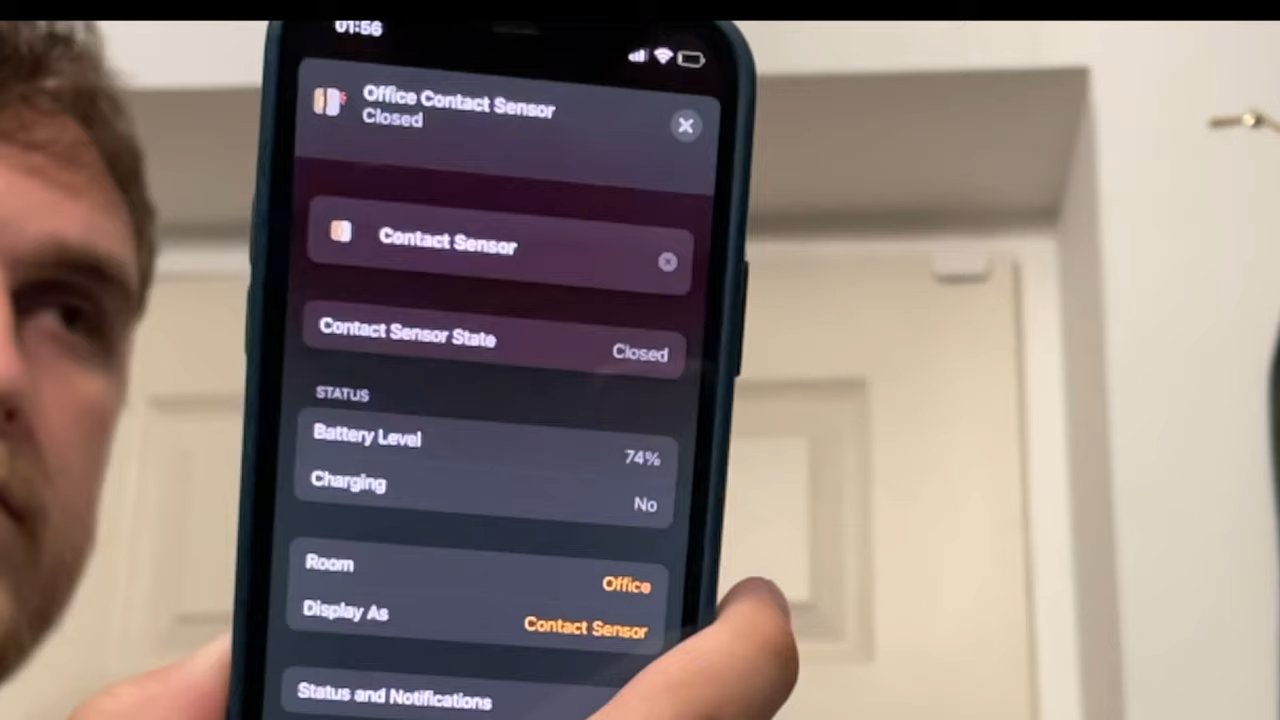 01:56
Office Contact Sensor
Closed
Contact Sensor
Contact Sensor State
Closed
STATUS
Battery Level
74%
Charging
No
Room
Office
Display As
Contact Sensor
Status and Notifications